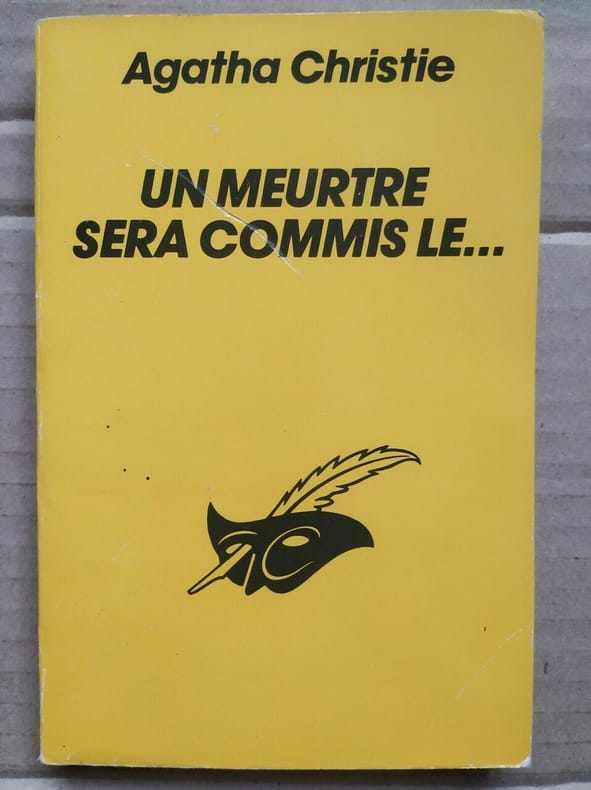 Agatha Christie
UN MEURTRE
SERA COMMIS LE...